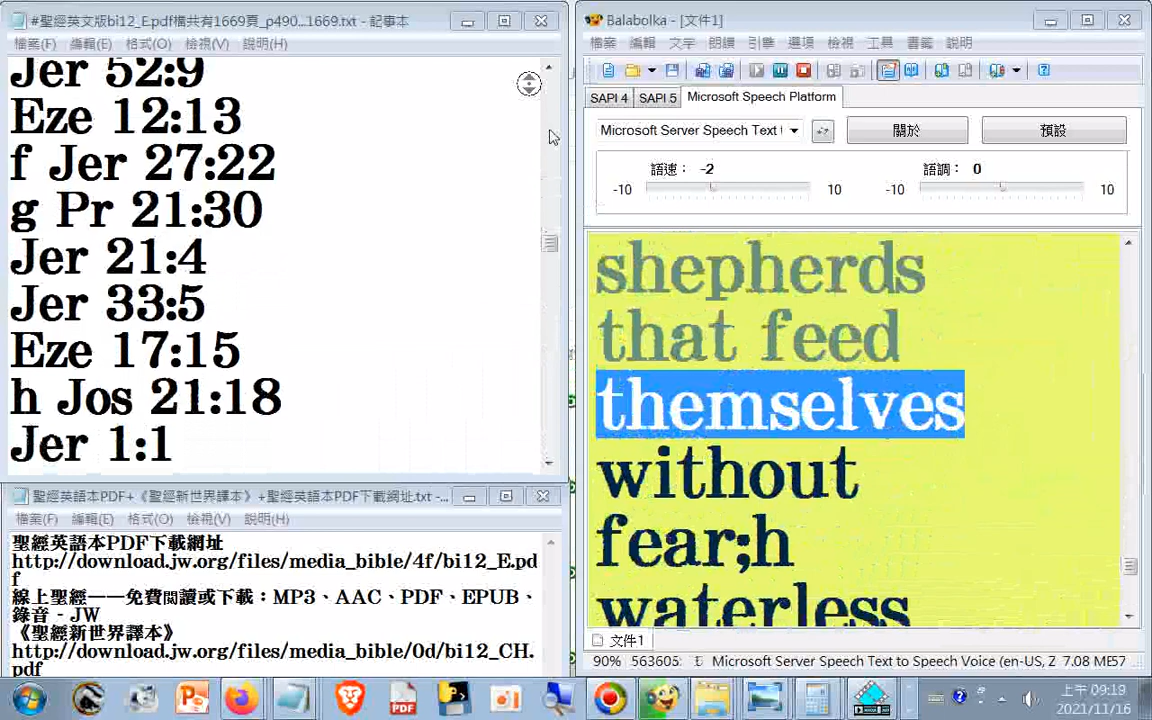 #聖經英文版bi12_E.pdf檔共有1669頁_p490...1669.txt - 記事本
檔案(F) 編輯(E) 格式(O) 檢視(V) 說明(H)
Jer 52:9
Eze 12:13
f Jer 27:22
g Pr 21:30
Jer 21:4
Jer 33:5
Eze 17:15
h Jos 21:18
Jer 1:1
聖經英語本PDF+《聖經新世界譯本》+聖經英語本PDF下載網址.txt -...
檔案(F) 編輯(E) 格式(O) 檢視(V) 說明(H)
聖經英語本PDF下載網址
http://download.jw.org/files/media_bible/4f/bi12_E.pd
f
線上聖經——免費閱讀或下載：MP3、AAC、PDF、EPUB、
錄音 - JW
《聖經新世界譯本》
http://download.jw.org/files/media_bible/0d/bi12_CH.
pdf
Balabolka - [文件1]
檔案 編輯 文字 朗讀 引擎 選項 檢視 工具 書籤 說明
SAPI 4 SAPI 5 Microsoft Speech Platform
Microsoft Server Speech Text 關於 預設
語速： -2 語調： 0
-10 10 -10 10
shepherds
that feed
themselves
without
fear;h
waterless
文件1
90% 563605: Microsoft Server Speech Text to Speech Voice (en-US, Z 7.08 ME57
上午 09:19
2021/11/16